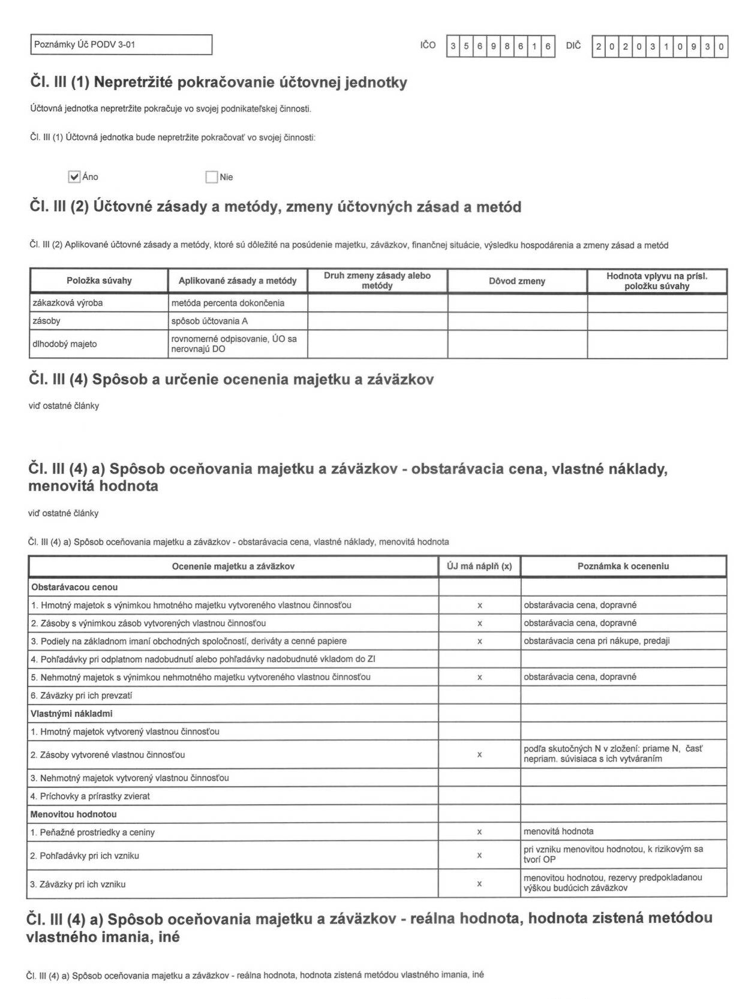 Poznámky Úč PODV 3-01
IČO 3 5 6 9 8 6 1 6 DIČ 2 0 2 0 3 1 0 9 3 0
Čl. III (1) Nepretržité pokračovanie účtovnej jednotky
Účtovná jednotka nepretržite pokračuje vo svojej podnikateľskej činnosti.
Čl. III (1) Účtovná jednotka bude nepretržite pokračovať vo svojej činnosti:
Áno Nie
Čl. III (2) Účtovné zásady a metódy, zmeny účtovných zásad a metód
Čl. III (2) Aplikované účtovné zásady a metódy, ktoré sú dôležité na posúdenie majetku, záväzkov, finančnej situácie, výsledku hospodárenia a zmeny zásad a metód
Položka súvahy
Aplikované zásady a metódy
Druh zmeny zásady alebo
metódy
Dôvod zmeny
Hodnota vplyvu na prísl.
položku súvahy
zákazková výroba
metóda percenta dokončenia
zásoby
spôsob účtovania A
dlhodobý majeto
rovnomerné odpisovanie, ÚO sa
nerovnajú DO
Čl. III (4) Spôsob a určenie ocenenia majetku a záväzkov
viď ostatné články
Čl. III (4) a) Spôsob oceňovania majetku a záväzkov - obstarávacia cena, vlastné náklady,
menovitá hodnota
viď ostatné články
Čl. III (4) a) Spôsob oceňovania majetku a záväzkov - obstarávacia cena, vlastné náklady, menovitá hodnota
Ocenenie majetku a záväzkov
ÚJ má náplň (x)
Poznámka k oceneniu
Obstarávacou cenou
1. Hmotný majetok s výnimkou hmotného majetku vytvoreného vlastnou činnosťou
x
obstarávacia cena, dopravné
2. Zásoby s výnimkou zásob vytvorených vlastnou činnosťou
x
obstarávacia cena, dopravné
3. Podiely na základnom imaní obchodných spoločností, deriváty a cenné papiere
x
obstarávacia cena pri nákupe, predaji
4. Pohľadávky pri odplatnom nadobudnutí alebo pohľadávky nadobudnuté vkladom do ZI
5. Nehmotný majetok s výnimkou nehmotného majetku vytvoreného vlastnou činnosťou
x
obstarávacia cena, dopravné
6. Záväzky pri ich prevzatí
Vlastnými nákladmi
1. Hmotný majetok vytvorený vlastnou činnosťou
2. Zásoby vytvorené vlastnou činnosťou
x
podľa skutočných N v zložení: priame N, časť
nepriam. súvisiaca s ich vytváraním
3. Nehmotný majetok vytvorený vlastnou činnosťou
4. Príchovky a prírastky zvierat
Menovitou hodnotou
1. Peňažné prostriedky a ceniny
x
menovitá hodnota
2. Pohľadávky pri ich vzniku
x
pri vzniku menovitou hodnotou, k rizikovým sa
tvorí OP
3. Záväzky pri ich vzniku
x
menovitou hodnotou, rezervy predpokladanou
výškou budúcich záväzkov
Čl. III (4) a) Spôsob oceňovania majetku a záväzkov - reálna hodnota, hodnota zistená metódou
vlastného imania, iné
Čl. III (4) a) Spôsob oceňovania majetku a záväzkov - reálna hodnota, hodnota zistená metódou vlastného imania, iné